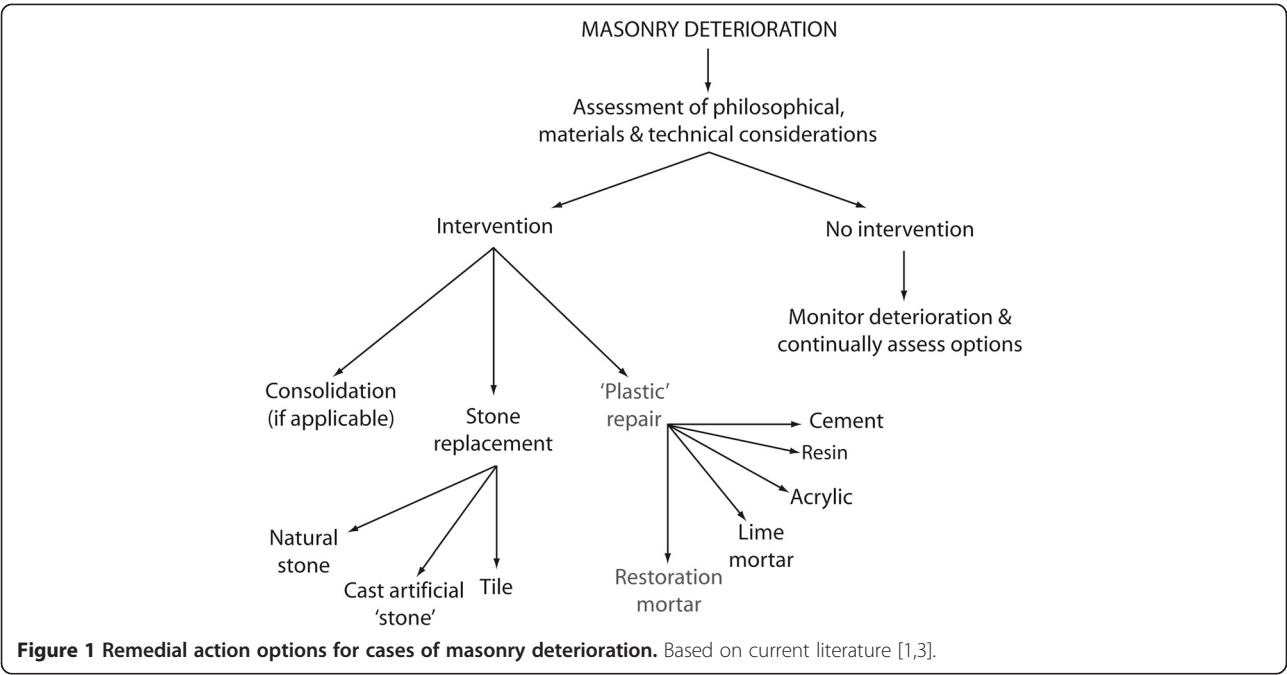 MASONRY DETERIORATION
Assessment of philosophical,
materials & technical considerations
Intervention
No intervention
Monitor deterioration &
continually assess options
Consolidation
(if applicable)
Stone
replacement
‘Plastic’
repair
Cement
Resin
Acrylic
Lime
mortar
Restoration
mortar
Natural
stone
Cast artificial
‘stone’
Tile
Figure 1 Remedial action options for cases of masonry deterioration. Based on current literature [1,3].